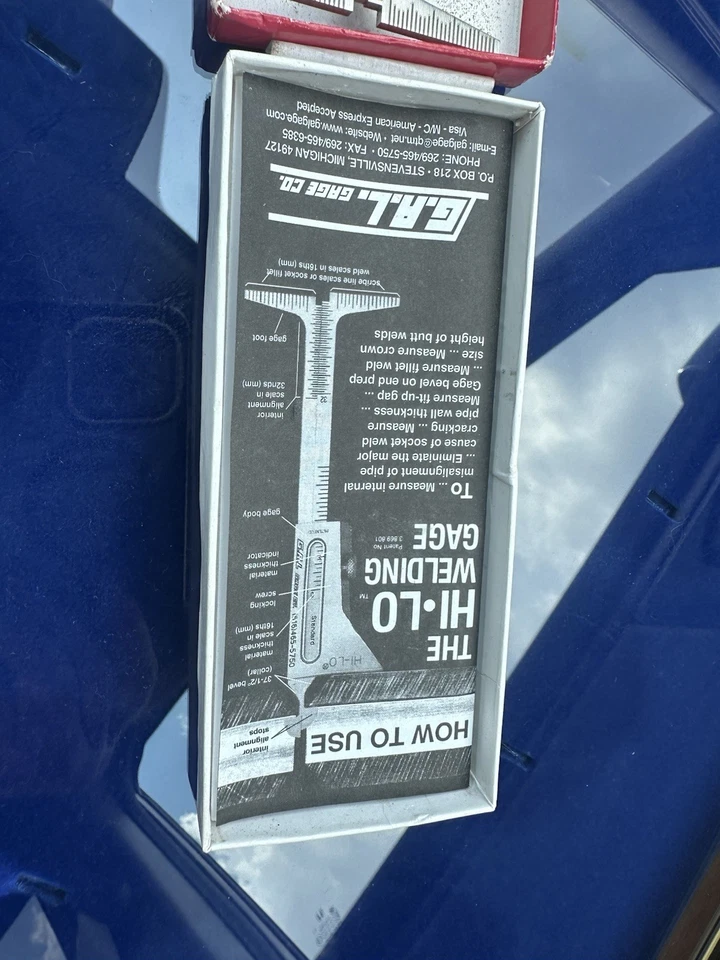 HOW TO USE
THE
HI•LO™
WELDING
GAGE
Patent No.
3 869 801
To ... Measure internal
misalignment of pipe
... Elminiate the major
cause of socket weld
cracking ... Measure
pipe wall thickness ...
Measure fit-up gap ...
Gage bevel on end prep
... Measure fillet weld
size ... Measure crown
height of butt welds
interior
alignment
stops
37-1/2° bevel
(collar)
material
thickness
scale in
16ths (mm)
locking
screw
material
thickness
indicator
gage body
interior
alignment
scale in
32nds (mm)
gage foot
scribe line scales or socket fillet
weld scales in 16ths (mm)
HI-LO®
Standard
(616)465-5750
G.A.L.
32
G.A.L. GAGE CO.
P.O. BOX 218 • STEVENSVILLE, MICHIGAN 49127
PHONE: 269/465-5750 • FAX: 269/465-6385
E-mail: galgage@qtm.net • Website: www.galgage.com
Visa - M/C - American Express Accepted